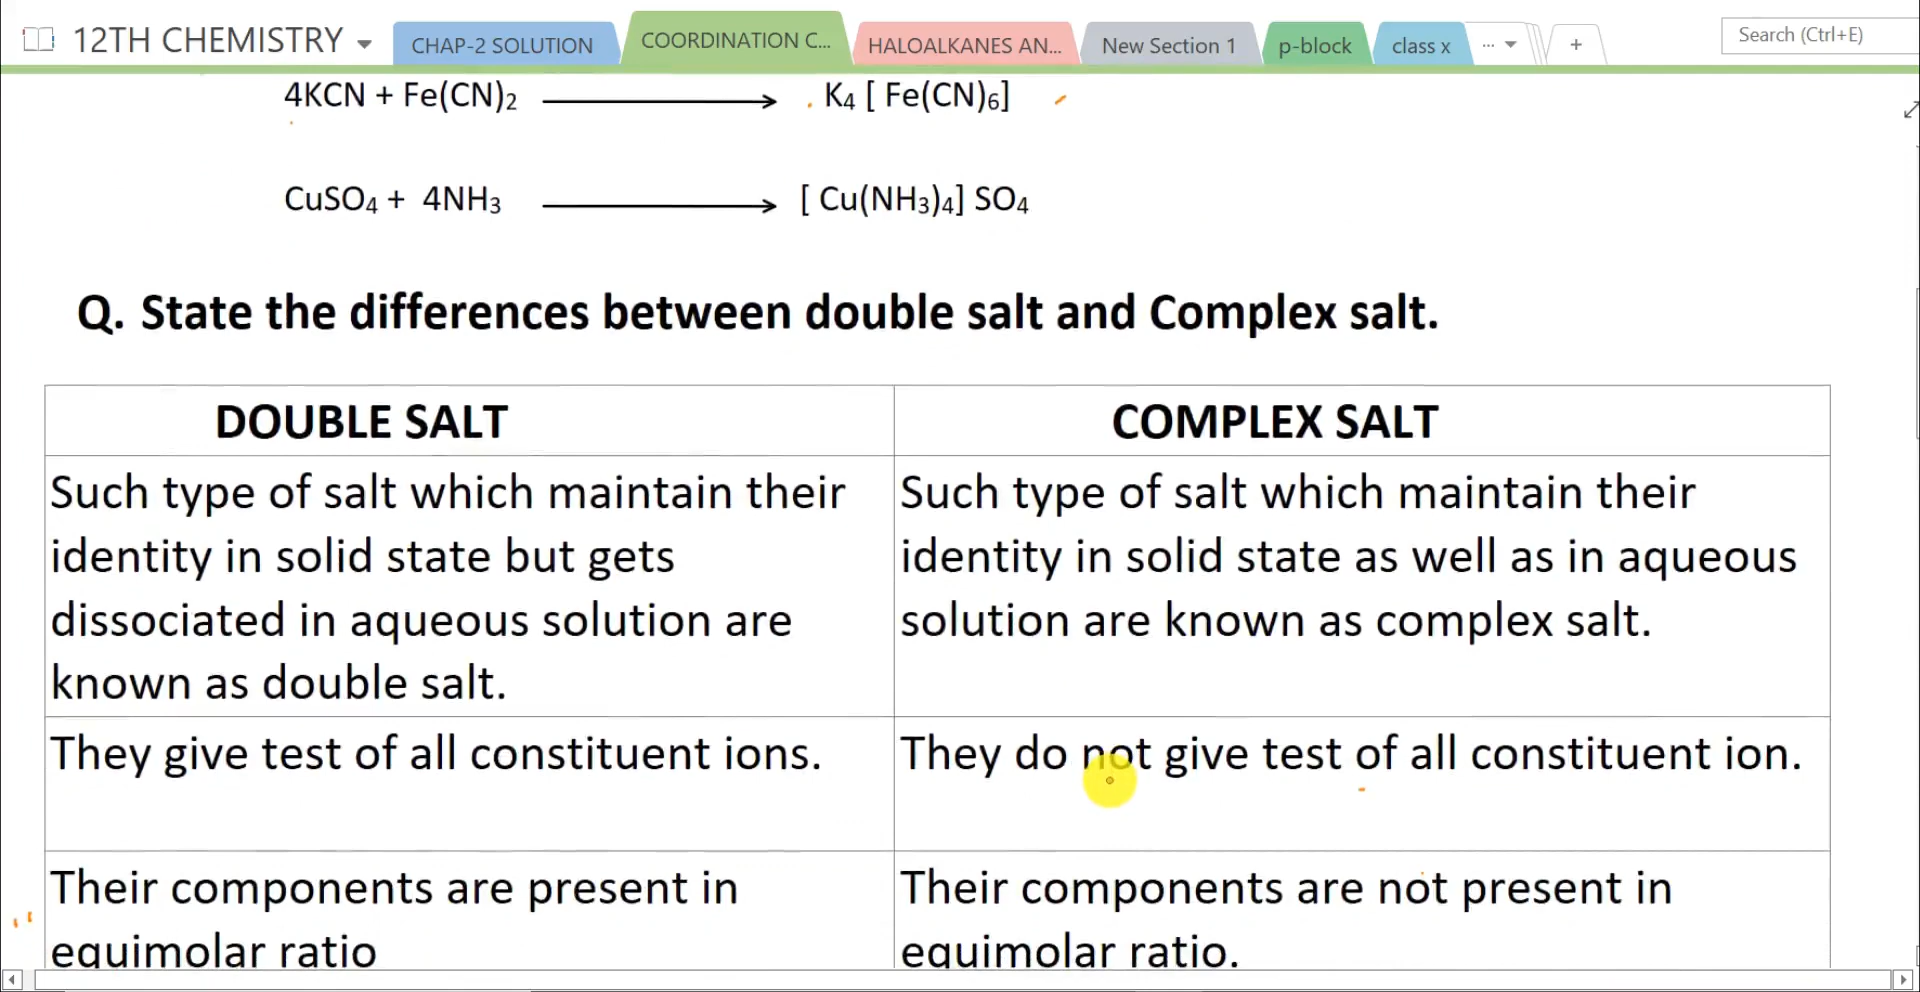 12TH CHEMISTRY
CHAP-2 SOLUTION
COORDINATION C...
HALOALKANES AN...
New Section 1
p-block
class x
...
+
Search (Ctrl+E)
4KCN + Fe(CN)₂ ⟶ K₄ [ Fe(CN)₆]
CuSO₄ + 4NH₃ ⟶ [ Cu(NH₃)₄] SO₄
Q. State the differences between double salt and Complex salt.
DOUBLE SALT
COMPLEX SALT
Such type of salt which maintain their
identity in solid state but gets
dissociated in aqueous solution are
known as double salt.
Such type of salt which maintain their
identity in solid state as well as in aqueous
solution are known as complex salt.
They give test of all constituent ions.
They do not give test of all constituent ion.
Their components are present in
equimolar ratio
Their components are not present in
equimolar ratio.